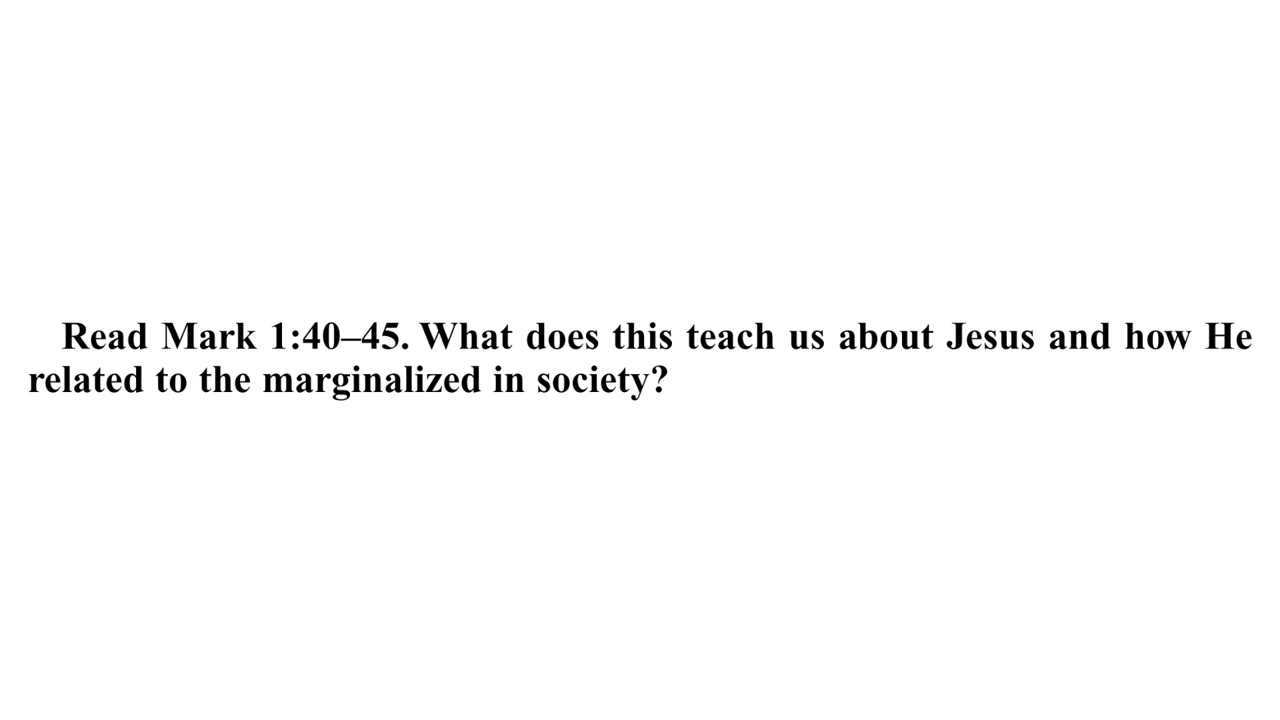 Read Mark 1:40–45. What does this teach us about Jesus and how He
related to the marginalized in society?